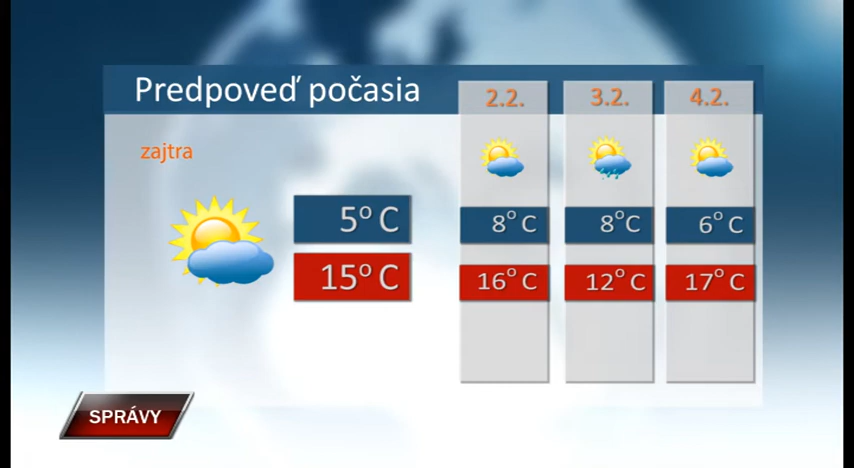 Predpoveď počasia
zajtra
5° C
15° C
2.2.
8° C
16° C
3.2.
8°C
12° C
4.2.
6° C
17° C
SPRÁVY